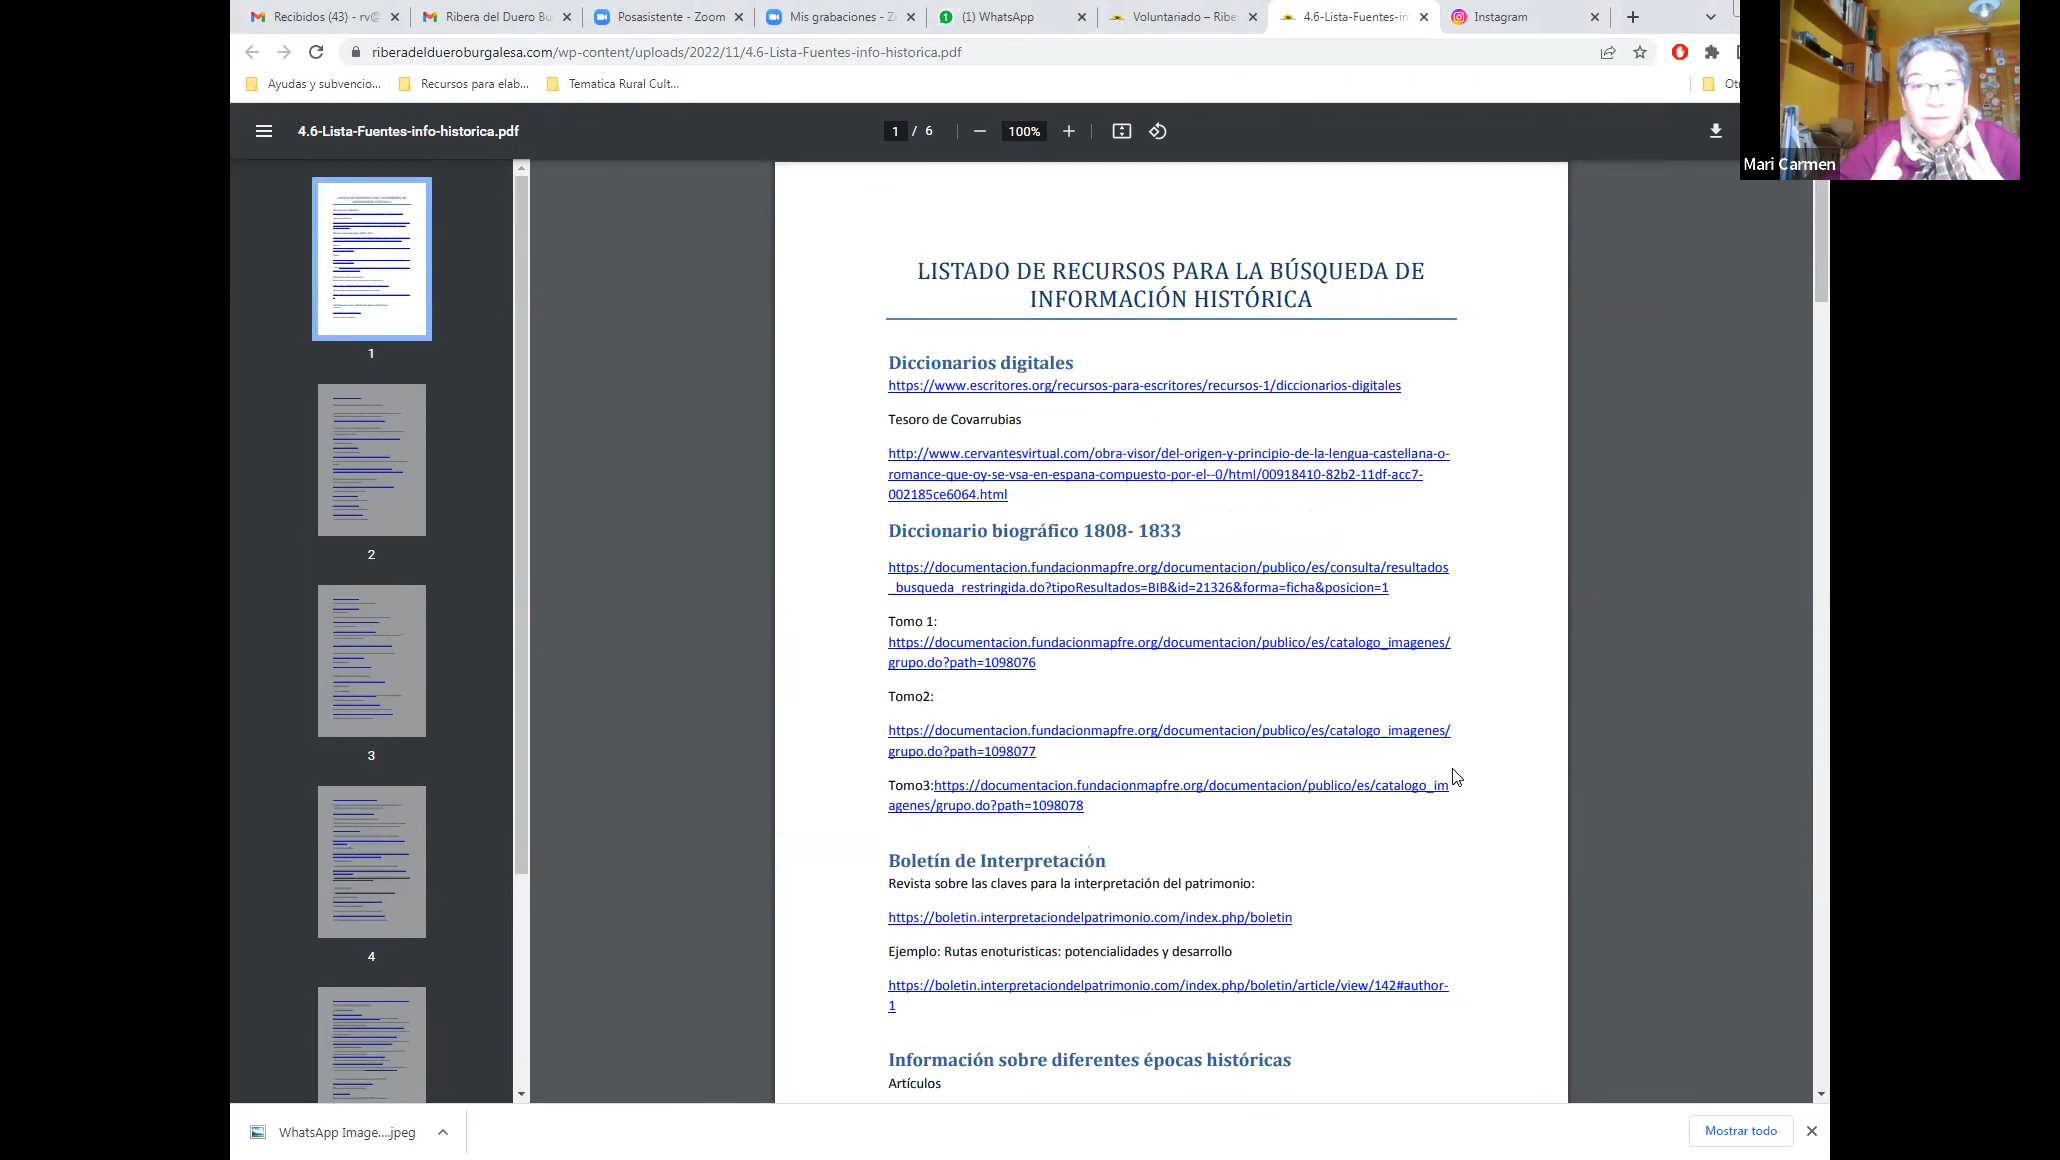 Recibidos (43) - rv@
Ribera del Duero Bu
Posasistente - Zoom
Mis grabaciones - Z
(1) WhatsApp
Voluntariado – Ribe
4.6-Lista-Fuentes-in
Instagram
riberadeldueroburgalesa.com/wp-content/uploads/2022/11/4.6-Lista-Fuentes-info-historica.pdf
Ayudas y subvencio...
Recursos para elab...
Tematica Rural Cult...
Ot
4.6-Lista-Fuentes-info-historica.pdf
1 / 6
100%
Mari Carmen
1
2
3
4
LISTADO DE RECURSOS PARA LA BÚSQUEDA DE
INFORMACIÓN HISTÓRICA
Diccionarios digitales
https://www.escritores.org/recursos-para-escritores/recursos-1/diccionarios-digitales
Tesoro de Covarrubias
http://www.cervantesvirtual.com/obra-visor/del-origen-y-principio-de-la-lengua-castellana-o-
romance-que-oy-se-vsa-en-espana-compuesto-por-el--0/html/00918410-82b2-11df-acc7-
002185ce6064.html
Diccionario biográfico 1808- 1833
https://documentacion.fundacionmapfre.org/documentacion/publico/es/consulta/resultados
_busqueda_restringida.do?tipoResultados=BIB&id=21326&forma=ficha&posicion=1
Tomo 1:
https://documentacion.fundacionmapfre.org/documentacion/publico/es/catalogo_imagenes/
grupo.do?path=1098076
Tomo2:
https://documentacion.fundacionmapfre.org/documentacion/publico/es/catalogo_imagenes/
grupo.do?path=1098077
Tomo3:https://documentacion.fundacionmapfre.org/documentacion/publico/es/catalogo_im
agenes/grupo.do?path=1098078
Boletín de Interpretación
Revista sobre las claves para la interpretación del patrimonio:
https://boletin.interpretaciondelpatrimonio.com/index.php/boletin
Ejemplo: Rutas enoturisticas: potencialidades y desarrollo
https://boletin.interpretaciondelpatrimonio.com/index.php/boletin/article/view/142#author-
1
Información sobre diferentes épocas históricas
Artículos
WhatsApp Image....jpeg
Mostrar todo